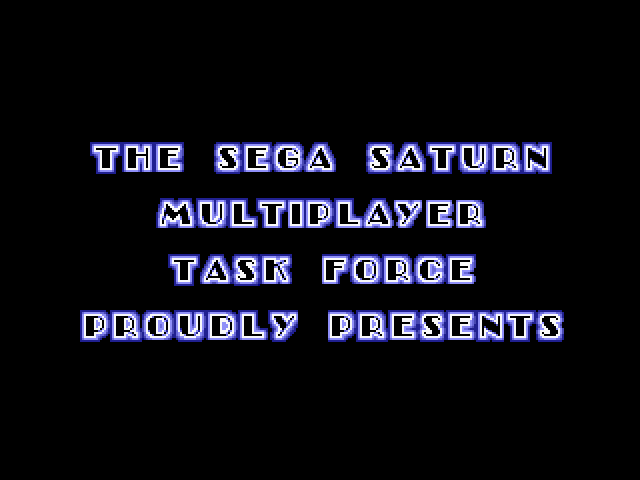 THE SEGA SATURN
MULTIPLAYER
TASK FORCE
PROUDLY PRESENTS